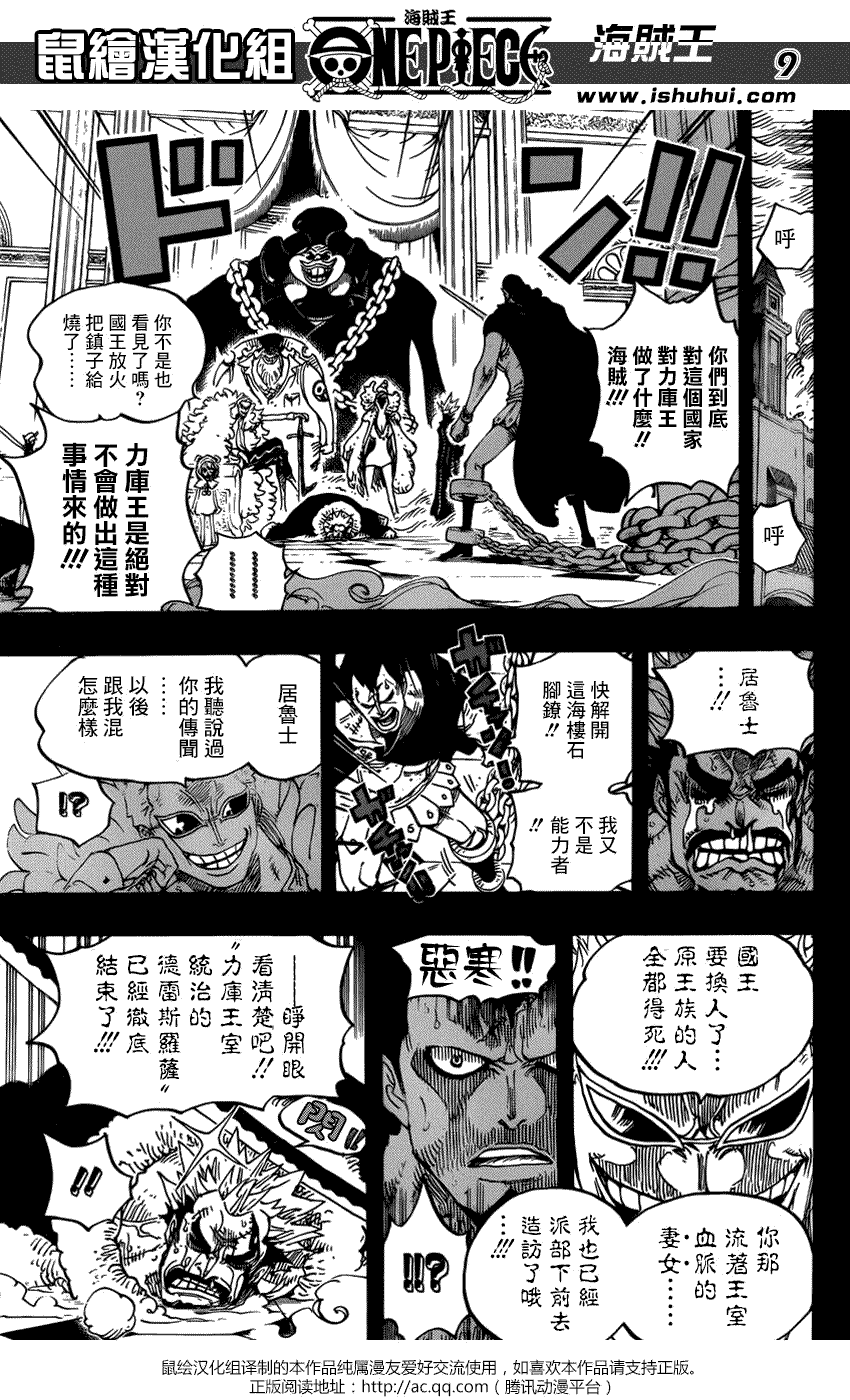 鼠繪漢化組
海賊王
ONE PIECE
海賊王
9
www.ishuhui.com
呼
呼
ドン!!
你們到底
對這個國家
對力庫王
做了什麼!!
海賊!!!
你不是也
看見了嗎?
國王放火
把鎮子給
燒了……
力庫王是絕對
不會做出這種
事情來的!!!
居魯士
…!!
快解開
這海樓石
腳鐐!!
我又
不是
能力者
!!
居魯士
我聽說過
你的傳聞
……
以後
跟我混
怎麼樣
!!?
國王
要換人了…
原王族的人
全都得死!!!
你那
流著王室
血脈的
妻女……
我也已經
派部下前去
造訪了哦
…!!!
惡寒!!
!!?
——睜開眼
看清楚吧!!
“力庫王室
統治的
德雷斯羅薩”
已經徹底
結束了!!!
閃!!
!!
鼠绘汉化组译制的本作品纯属漫友爱好交流使用，如喜欢本作品请支持正版。
正版阅读地址：http://ac.qq.com（腾讯动漫平台）